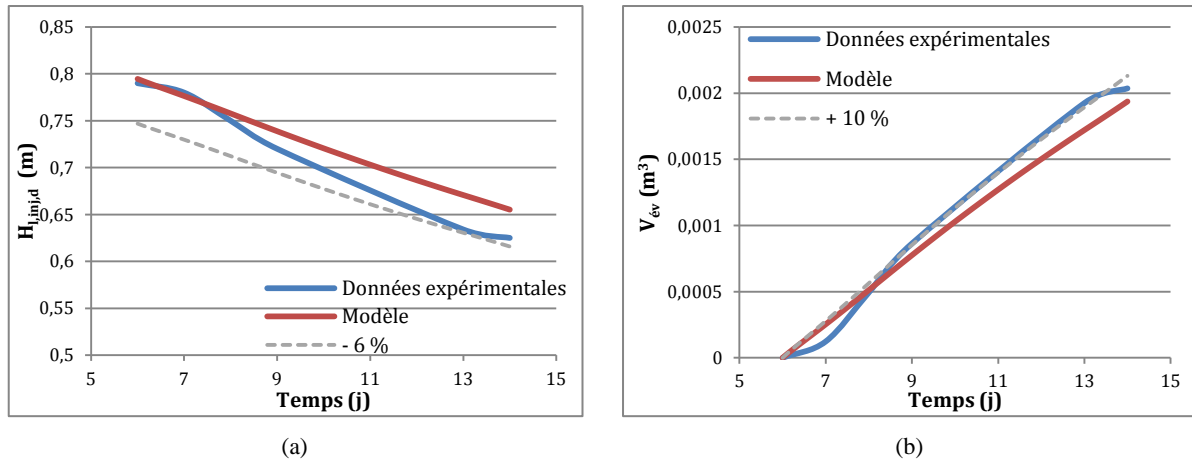 0,85
0,8
0,75
0,7
0,65
0,6
0,55
0,5
H_l,inj,d (m)
Données expérimentales
Modèle
- 6 %
5 7 9 11 13 15
Temps (j)
(a)
0,0025
0,002
0,0015
0,001
0,0005
0
V_év (m³)
Données expérimentales
Modèle
+ 10 %
5 7 9 11 13 15
Temps (j)
(b)